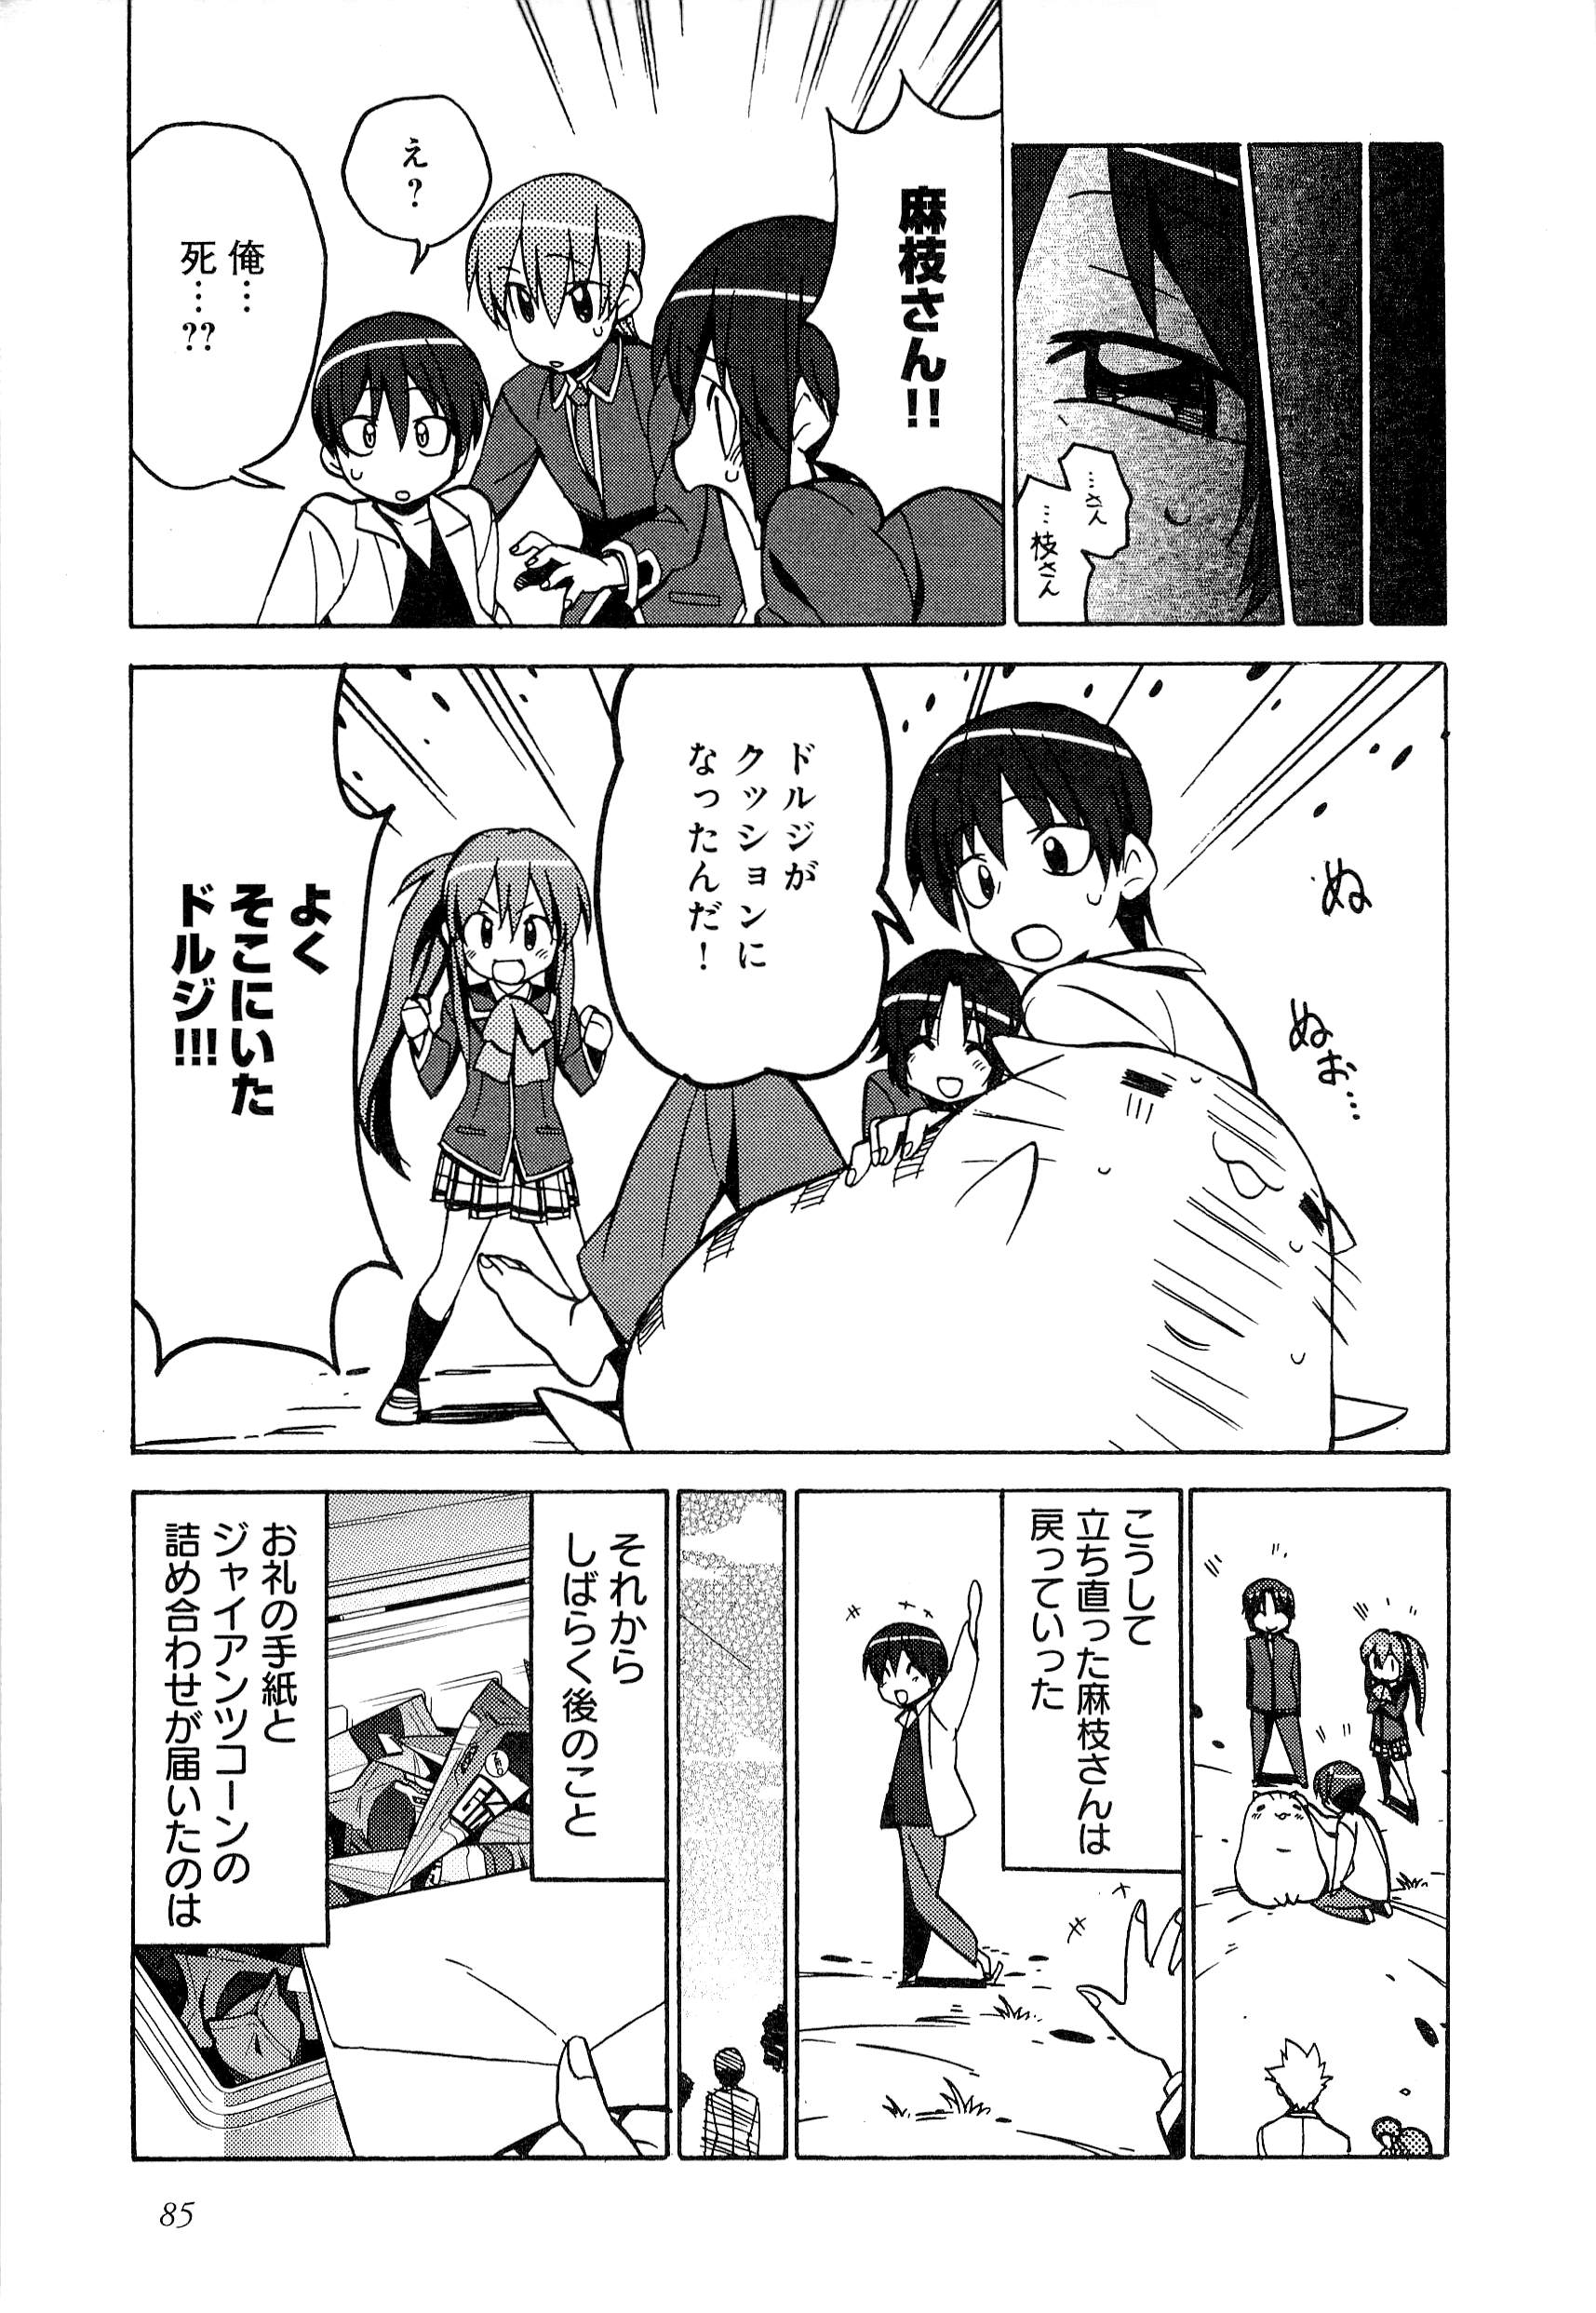 …さん
…枝さん
麻枝さん!!
え?
俺…
死…??
ドルジが
クッションに
なったんだ！
ぬ
ぬぉ…
よく
そこにいた
ドルジ!!!
こうして
立ち直った麻枝さんは
戻っていった
それから
しばらく後のこと
お礼の手紙と
ジャイアンツコーンの
詰め合わせが届いたのは
85